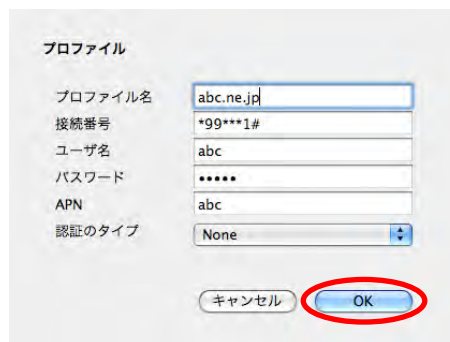 プロファイル
プロファイル名 abc.ne.jp
接続番号 *99***1#
ユーザ名 abc
パスワード •••••
APN abc
認証のタイプ None
キャンセル OK